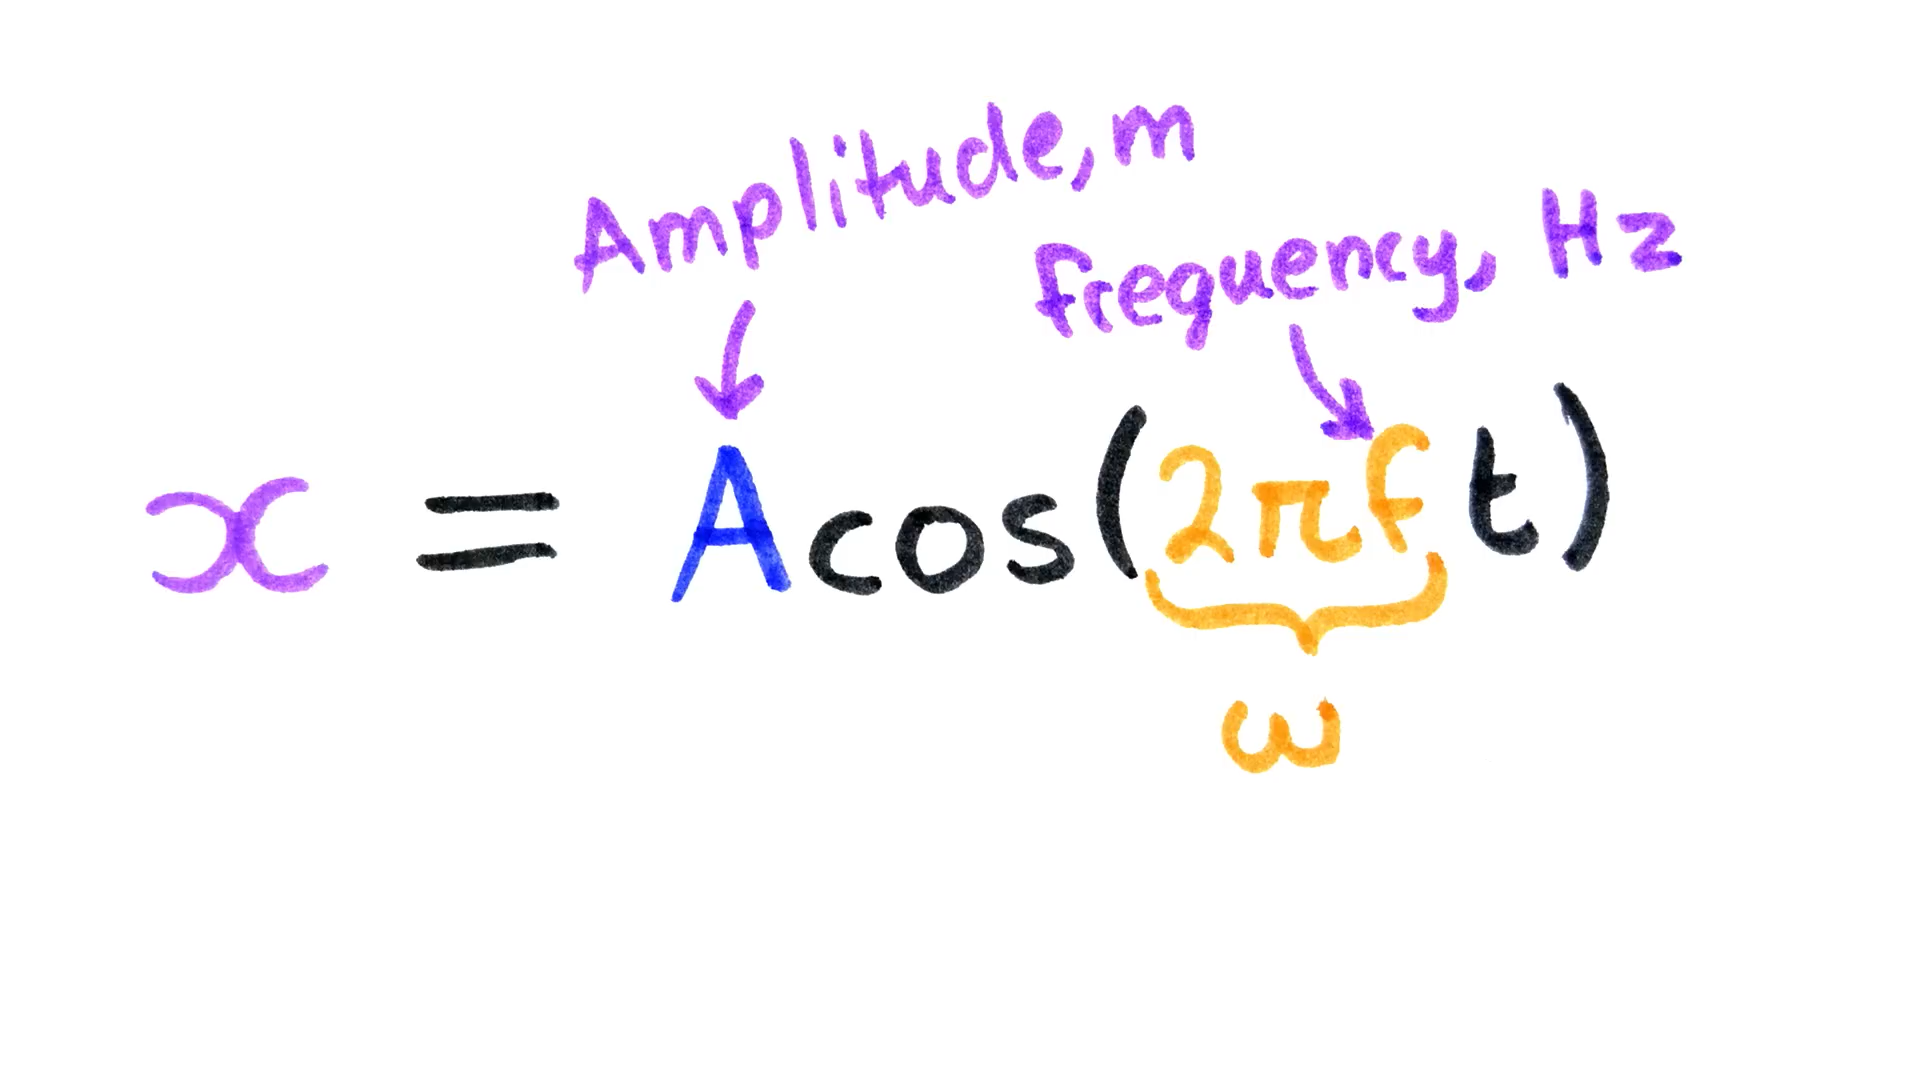 Amplitude, m
frequency, Hz
x = Acos(2πft)
ω